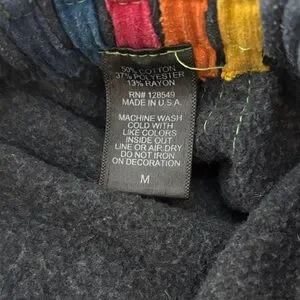 50% COTTON
37% POLYESTER
13% RAYON
RN# 128549
MADE IN U.S.A.
MACHINE WASH
COLD WITH
LIKE COLORS
INSIDE OUT
LINE OR AIR DRY
DO NOT IRON
ON DECORATION
M